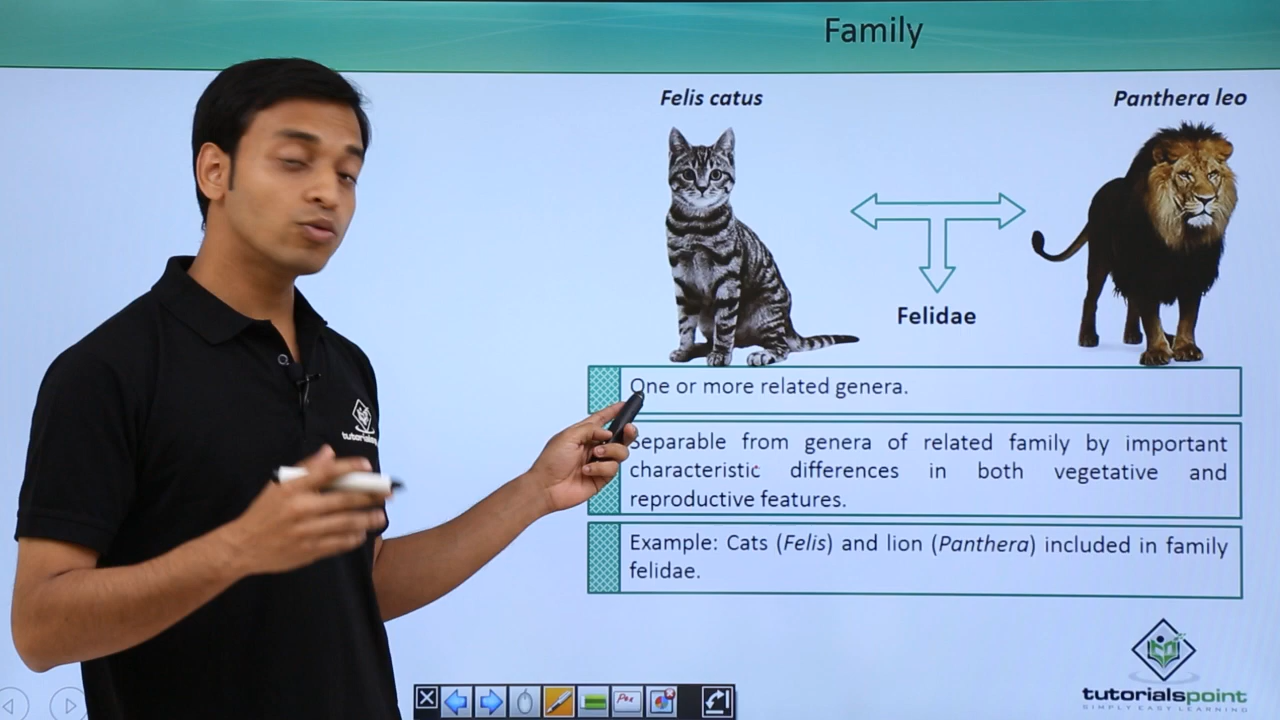 Family
Felis catus
Panthera leo
Felidae
One or more related genera.
Separable from genera of related family by important
characteristic differences in both vegetative and
reproductive features.
Example: Cats (Felis) and lion (Panthera) included in family
felidae.
tutorialspoint
SIMPLY EASY LEARNING